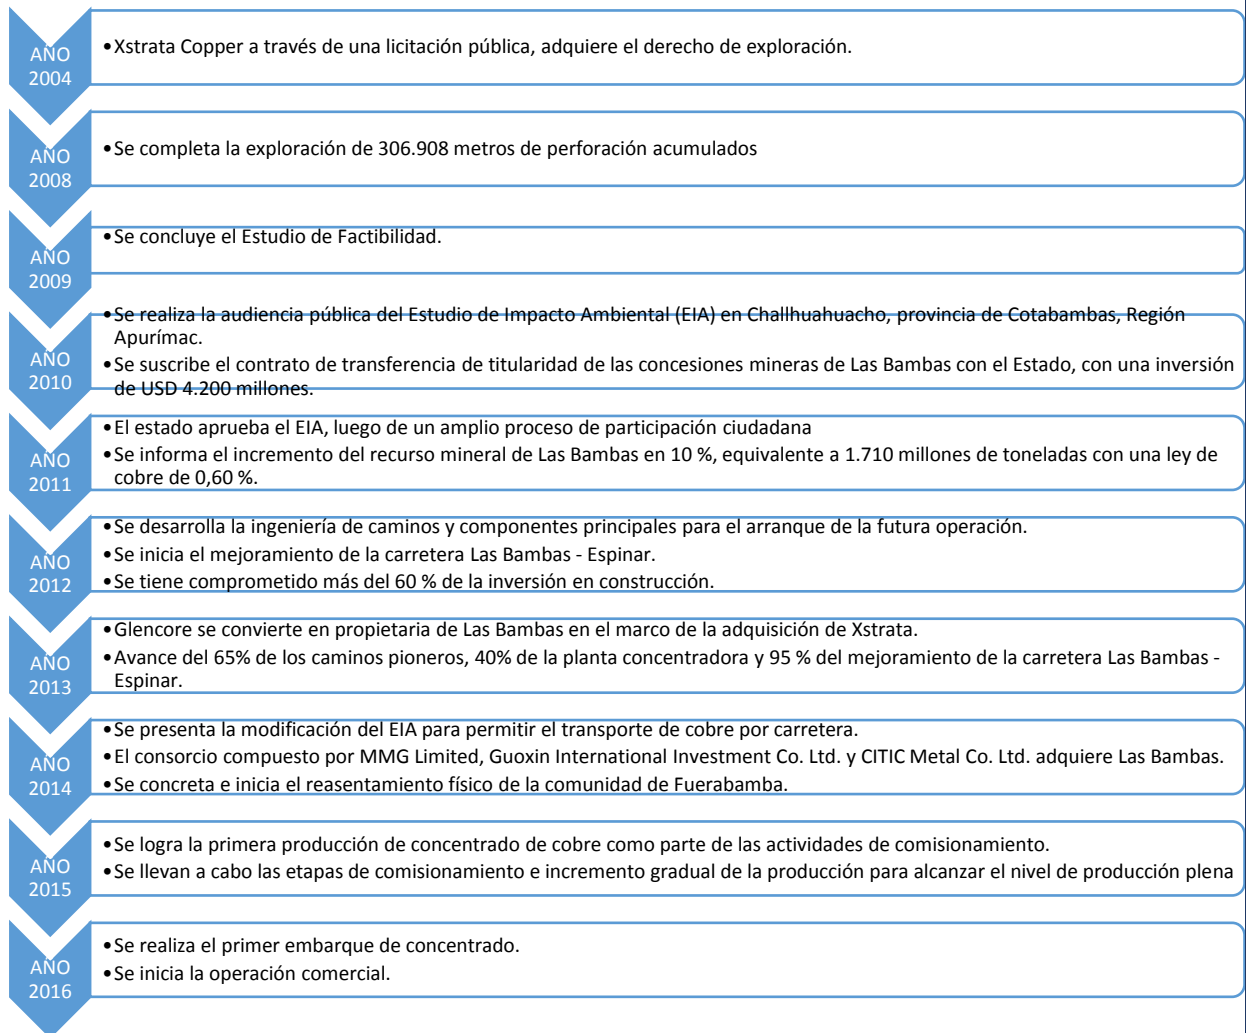 AÑO
2004
•Xstrata Copper a través de una licitación pública, adquiere el derecho de exploración.
AÑO
2008
•Se completa la exploración de 306.908 metros de perforación acumulados
AÑO
2009
•Se concluye el Estudio de Factibilidad.
AÑO
2010
•Se realiza la audiencia pública del Estudio de Impacto Ambiental (EIA) en Challhuahuacho, provincia de Cotabambas, Región
Apurímac.
•Se suscribe el contrato de transferencia de titularidad de las concesiones mineras de Las Bambas con el Estado, con una inversión
de USD 4.200 millones.
AÑO
2011
•El estado aprueba el EIA, luego de un amplio proceso de participación ciudadana
•Se informa el incremento del recurso mineral de Las Bambas en 10 %, equivalente a 1.710 millones de toneladas con una ley de
cobre de 0,60 %.
AÑO
2012
•Se desarrolla la ingeniería de caminos y componentes principales para el arranque de la futura operación.
•Se inicia el mejoramiento de la carretera Las Bambas - Espinar.
•Se tiene comprometido más del 60 % de la inversión en construcción.
AÑO
2013
•Glencore se convierte en propietaria de Las Bambas en el marco de la adquisición de Xstrata.
•Avance del 65% de los caminos pioneros, 40% de la planta concentradora y 95 % del mejoramiento de la carretera Las Bambas -
Espinar.
AÑO
2014
•Se presenta la modificación del EIA para permitir el transporte de cobre por carretera.
•El consorcio compuesto por MMG Limited, Guoxin International Investment Co. Ltd. y CITIC Metal Co. Ltd. adquiere Las Bambas.
•Se concreta e inicia el reasentamiento físico de la comunidad de Fuerabamba.
AÑO
2015
•Se logra la primera producción de concentrado de cobre como parte de las actividades de comisionamiento.
•Se llevan a cabo las etapas de comisionamiento e incremento gradual de la producción para alcanzar el nivel de producción plena
AÑO
2016
•Se realiza el primer embarque de concentrado.
•Se inicia la operación comercial.